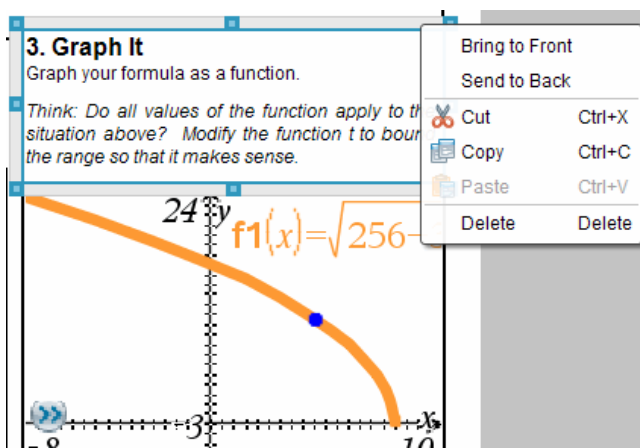 3. Graph It
Graph your formula as a function.
Think: Do all values of the function apply to
situation above? Modify the function t to
the range so that it makes sense.
Bring to Front
Send to Back
Cut Ctrl+X
Copy Ctrl+C
Paste Ctrl+V
Delete Delete
24 y
f1(x)=√256-
-3
x
-8
10